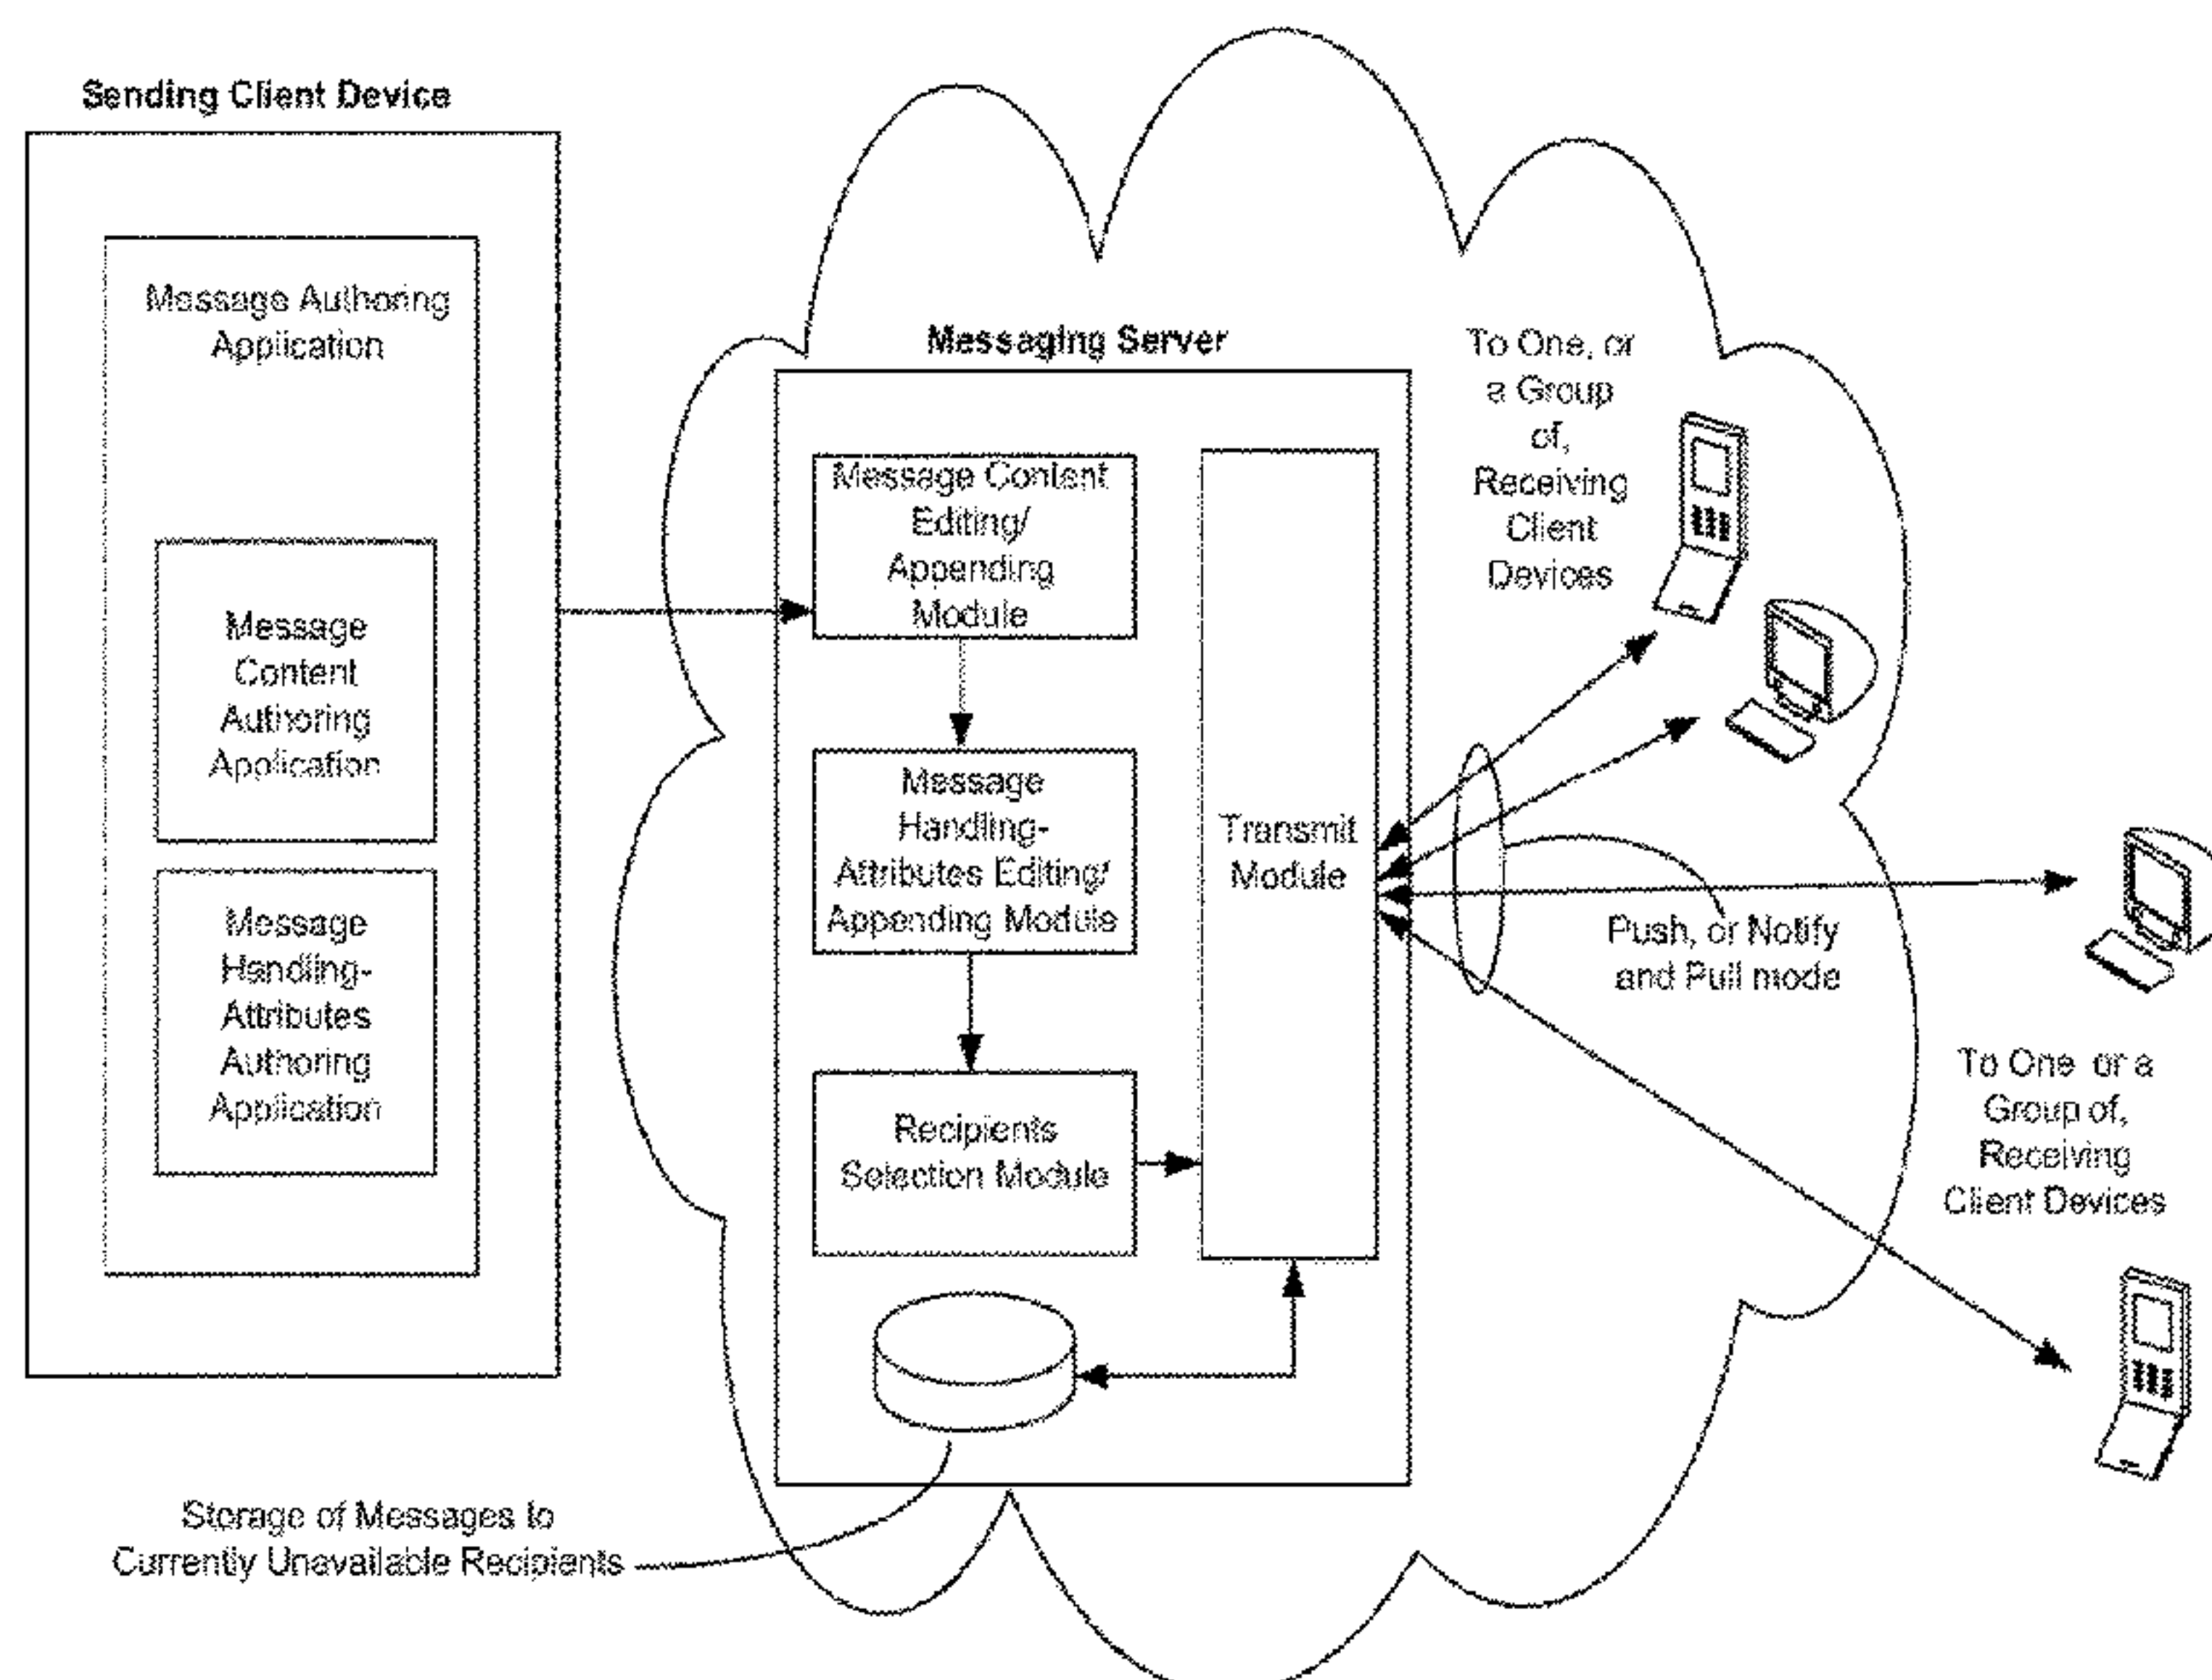 Sending Client Device
Message Authoring
Application
Message
Content
Authoring
Application
Message
Handling-
Attributes
Authoring
Application
Messaging Server
Message Content
Editing/
Appending
Module
Message
Handling-
Attributes Editing/
Appending Module
Recipients
Selection Module
Transmit
Module
To One, or
a Group
of,
Receiving
Client
Devices
Push, or Notify
and Pull mode
To One or a
Group of,
Receiving
Client Devices
Storage of Messages to
Currently Unavailable Recipients